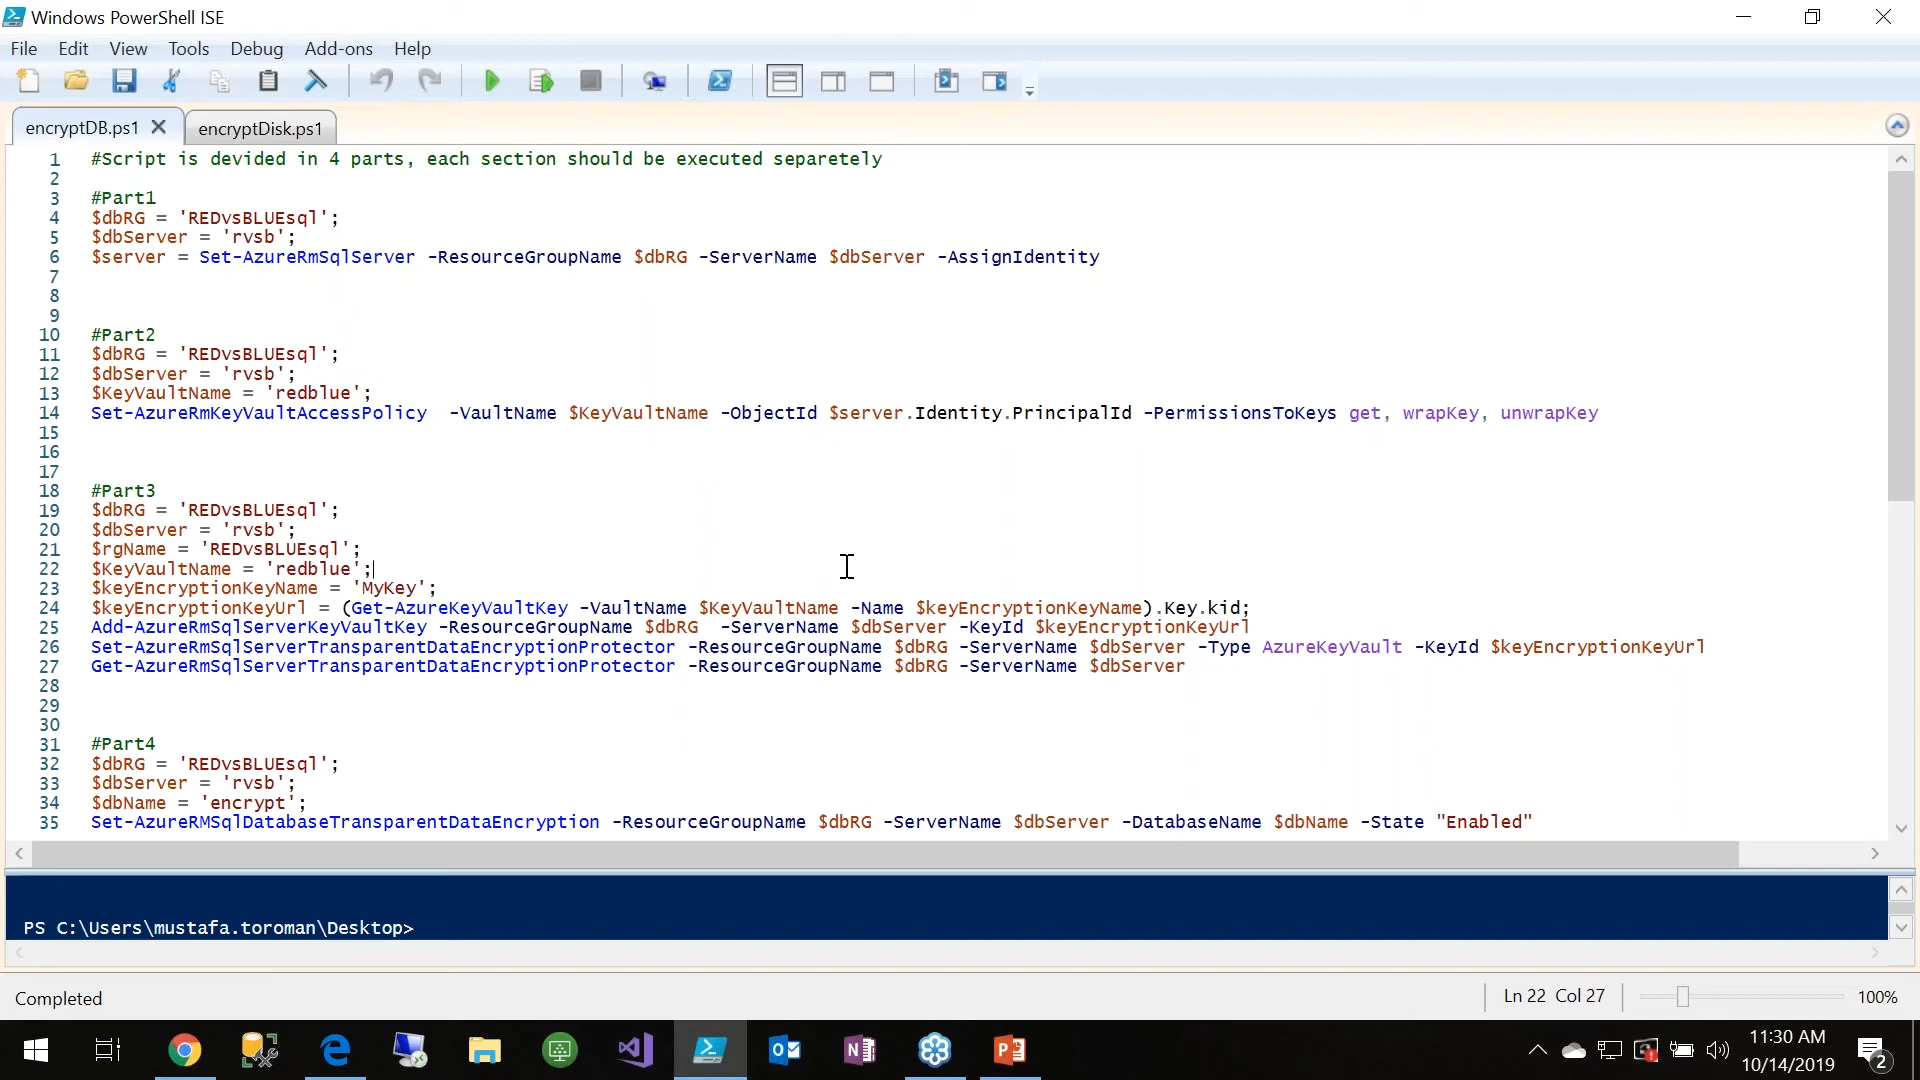 Windows PowerShell ISE
File Edit View Tools Debug Add-ons Help
encryptDB.ps1 encryptDisk.ps1
1 #Script is devided in 4 parts, each section should be executed separetely
2
3 #Part1
4 $dbRG = 'REDvsBLUEsql';
5 $dbServer = 'rvsb';
6 $server = Set-AzureRmSqlServer -ResourceGroupName $dbRG -ServerName $dbServer -AssignIdentity
7
8
9
10 #Part2
11 $dbRG = 'REDvsBLUEsql';
12 $dbServer = 'rvsb';
13 $KeyVaultName = 'redblue';
14 Set-AzureRmKeyVaultAccessPolicy  -VaultName $KeyVaultName -ObjectId $server.Identity.PrincipalId -PermissionsToKeys get, wrapKey, unwrapKey
15
16
17
18 #Part3
19 $dbRG = 'REDvsBLUEsql';
20 $dbServer = 'rvsb';
21 $rgName = 'REDvsBLUEsql';
22 $KeyVaultName = 'redblue';
23 $keyEncryptionKeyName = 'MyKey';
24 $keyEncryptionKeyUrl = (Get-AzureKeyVaultKey -VaultName $KeyVaultName -Name $keyEncryptionKeyName).Key.kid;
25 Add-AzureRmSqlServerKeyVaultKey -ResourceGroupName $dbRG  -ServerName $dbServer -KeyId $keyEncryptionKeyUrl
26 Set-AzureRmSqlServerTransparentDataEncryptionProtector -ResourceGroupName $dbRG -ServerName $dbServer -Type AzureKeyVault -KeyId $keyEncryptionKeyUrl
27 Get-AzureRmSqlServerTransparentDataEncryptionProtector -ResourceGroupName $dbRG -ServerName $dbServer
28
29
30
31 #Part4
32 $dbRG = 'REDvsBLUEsql';
33 $dbServer = 'rvsb';
34 $dbName = 'encrypt';
35 Set-AzureRMSqlDatabaseTransparentDataEncryption -ResourceGroupName $dbRG -ServerName $dbServer -DatabaseName $dbName -State "Enabled"
PS C:\Users\mustafa.toroman\Desktop>
Completed Ln 22 Col 27 100%
11:30 AM
10/14/2019
2